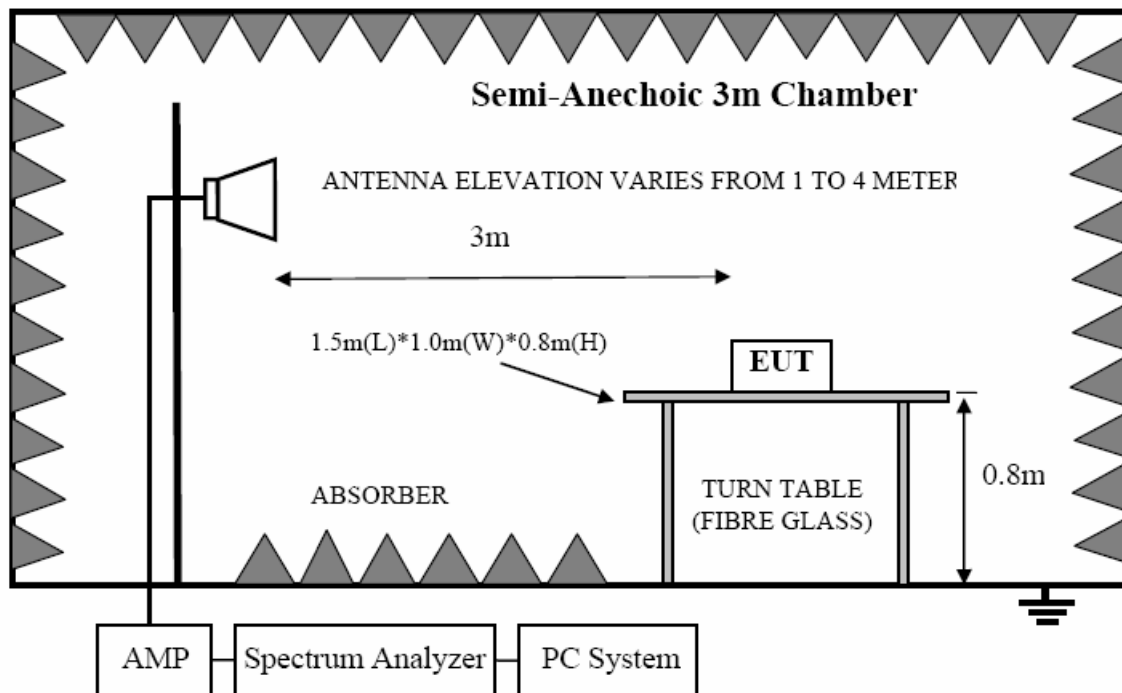 Semi-Anechoic 3m Chamber
ANTENNA ELEVATION VARIES FROM 1 TO 4 METER
3m
1.5m(L)*1.0m(W)*0.8m(H)
EUT
ABSORBER
TURN TABLE
(FIBRE GLASS)
0.8m
AMP
Spectrum Analyzer
PC System